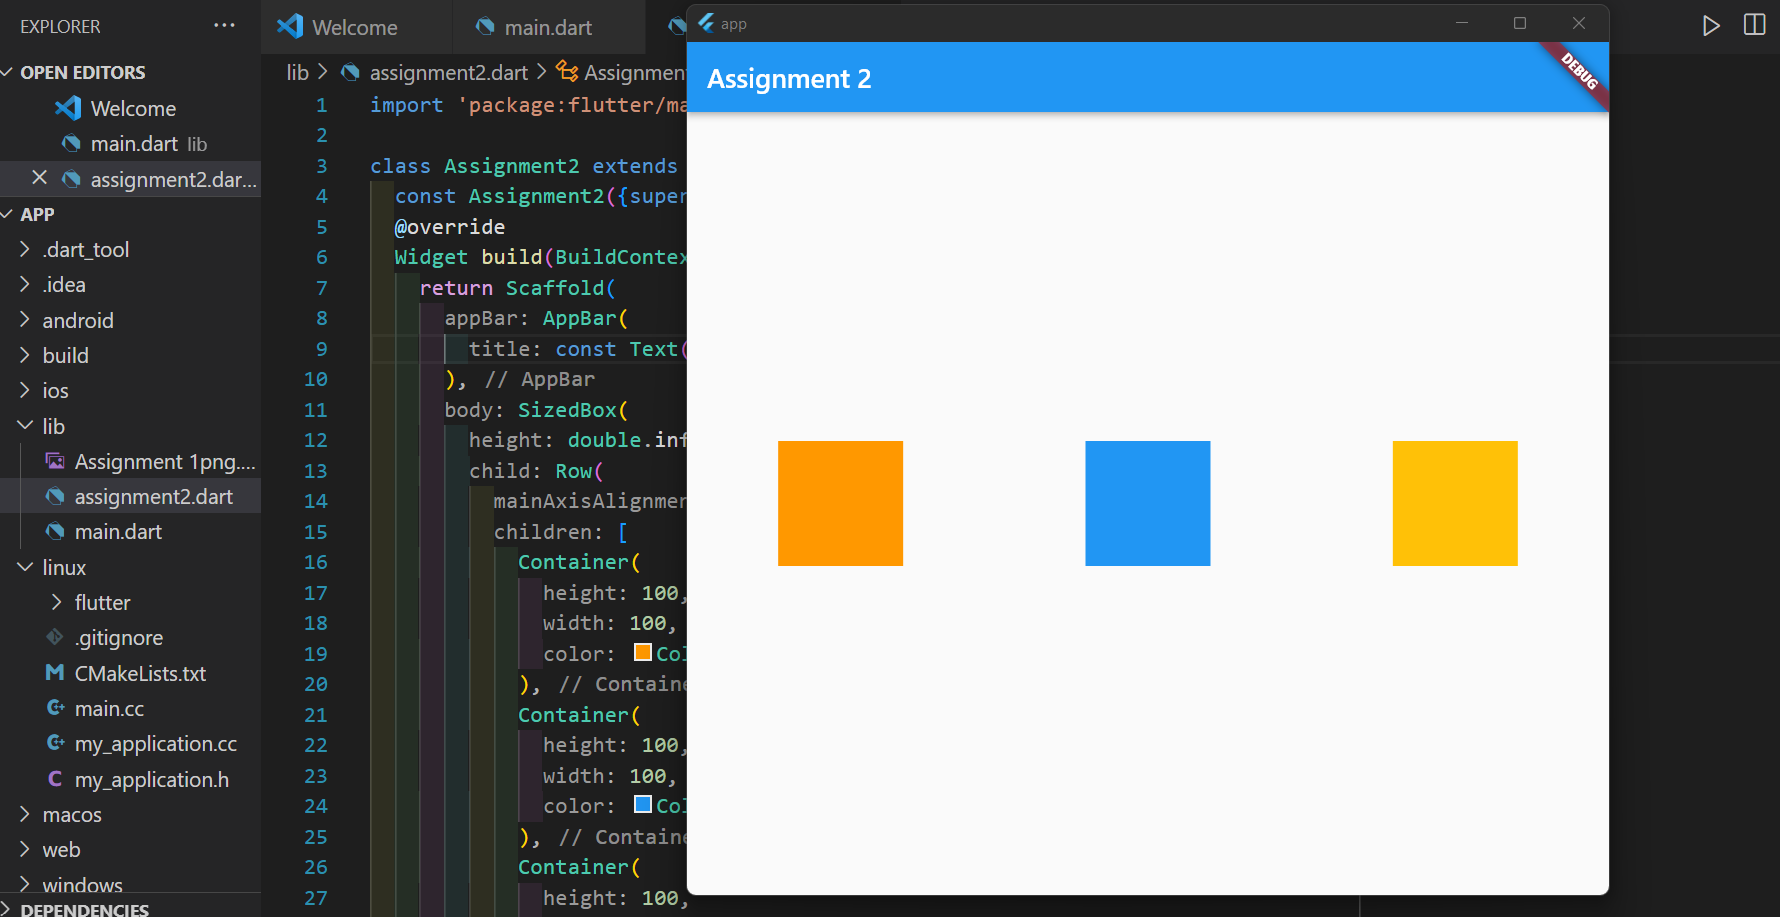 EXPLORER
OPEN EDITORS
Welcome
main.dart lib
assignment2.dar...
APP
.dart_tool
.idea
android
build
ios
lib
Assignment 1png....
assignment2.dart
main.dart
linux
flutter
.gitignore
CMakeLists.txt
main.cc
my_application.cc
my_application.h
macos
web
windows
DEPENDENCIES
Welcome
main.dart
lib > assignment2.dart > Assignmen
1 import 'package:flutter/ma
2
3 class Assignment2 extends
4 const Assignment2({super
5 @override
6 Widget build(BuildContex
7 return Scaffold(
8 appBar: AppBar(
9 title: const Text(
10 ), // AppBar
11 body: SizedBox(
12 height: double.inf
13 child: Row(
14 mainAxisAlignmen
15 children: [
16 Container(
17 height: 100,
18 width: 100,
19 color: Col
20 ), // Containe
21 Container(
22 height: 100,
23 width: 100,
24 color: Col
25 ), // Containe
26 Container(
27 height: 100,
app
Assignment 2
DEBUG